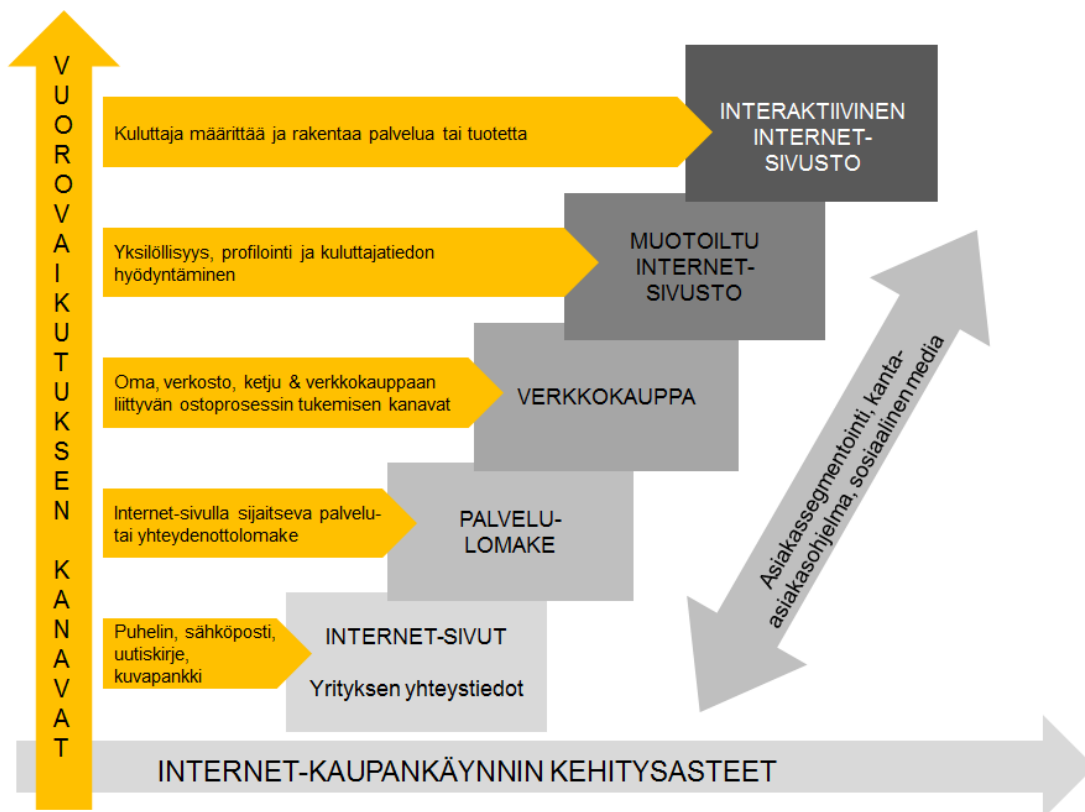 VUOROVAIKUTUKSEN KANAVAT
Kuluttaja määrittää ja rakentaa palvelua tai tuotetta
INTERAKTIIVINEN
INTERNET-
SIVUSTO
Yksilöllisyys, profilointi ja kuluttajatiedon
hyödyntäminen
MUOTOILTU
INTERNET-
SIVUSTO
Oma, verkosto, ketju & verkkokauppaan
liittyvän ostoprosessin tukemisen kanavat
VERKKOKAUPPA
Internet-sivulla sijaitseva palvelu-
tai yhteydenottolomake
PALVELU-
LOMAKE
Puhelin, sähköposti,
uutiskirje,
kuvapankki
INTERNET-SIVUT
Yrityksen yhteystiedot
Asiakassegmentointi, kanta-
asiakasohjelma, sosiaalinen media
INTERNET-KAUPANKÄYNNIN KEHITYSASTEET